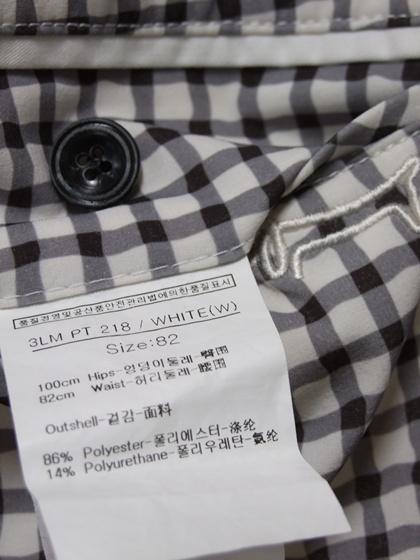 품질경영및공산품안전관리법에의한품질표시
3LM PT 218 / WHITE(W)
Size:82
100cm Hips-엉덩이둘레-臀围
82cm Waist-허리둘레-腰围
Outshell-겉감-面料
86% Polyester-폴리에스터-涤纶
14% Polyurethane-폴리우레탄-氨纶